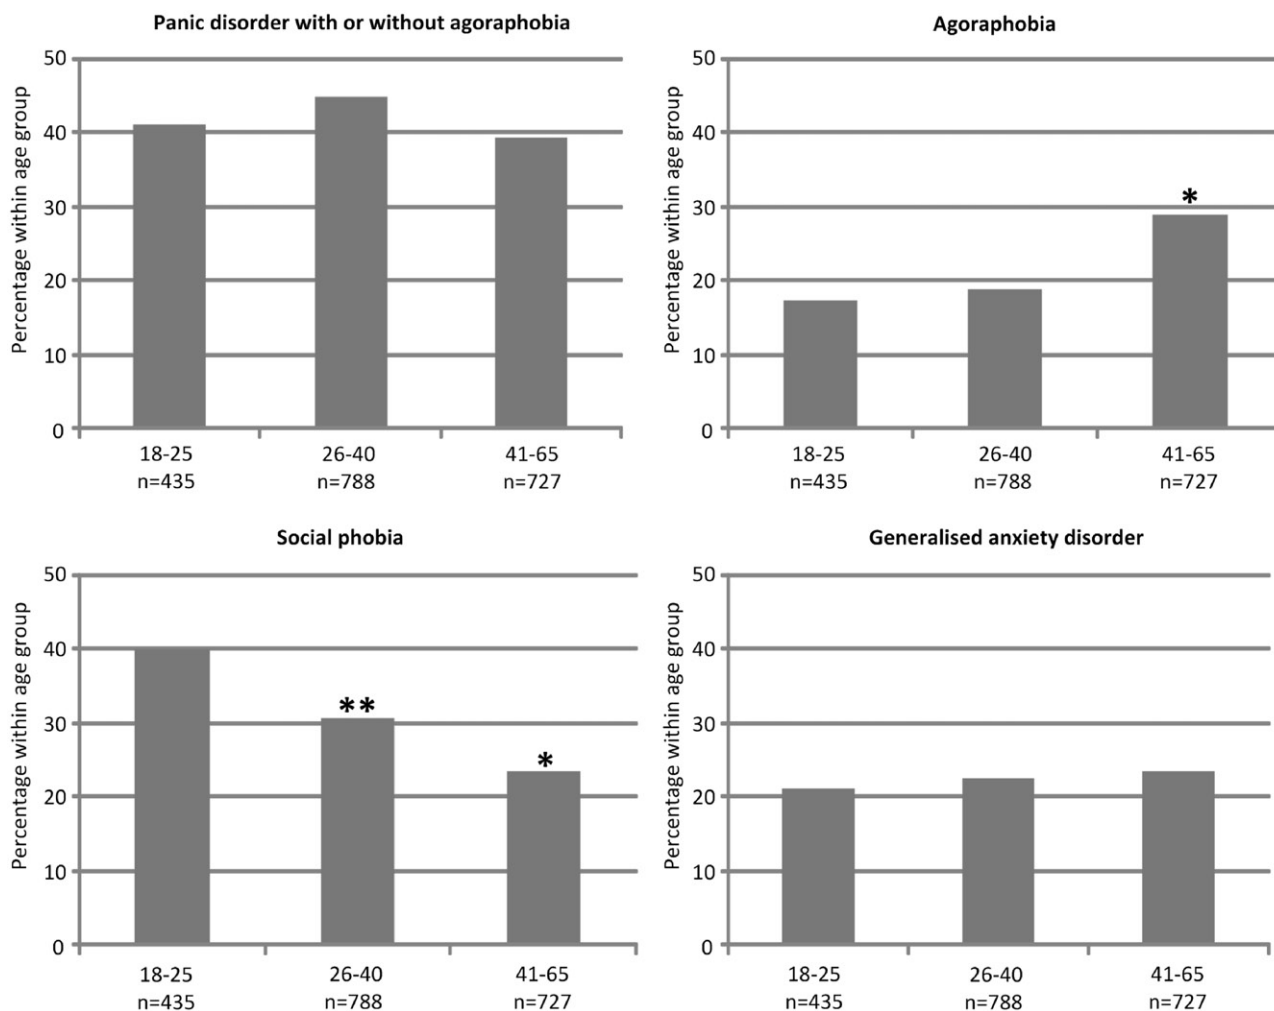 Panic disorder with or without agoraphobia
Percentage within age group
50
40
30
20
10
0
18-25
26-40
41-65
n=435
n=788
n=727
Agoraphobia
Percentage within age group
50
40
30
20
10
0
*
18-25
26-40
41-65
n=435
n=788
n=727
Social phobia
Percentage within age group
50
40
30
20
10
0
**
*
18-25
26-40
41-65
n=435
n=788
n=727
Generalised anxiety disorder
Percentage within age group
50
40
30
20
10
0
18-25
26-40
41-65
n=435
n=788
n=727